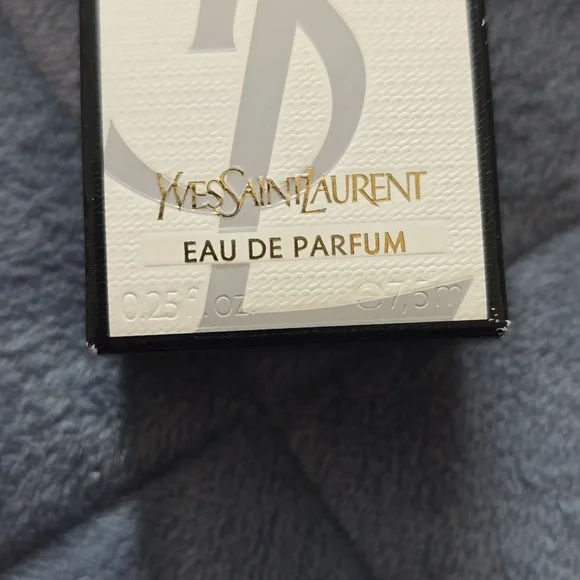 YVESSAINTLAURENT
EAU DE PARFUM
0.25 fl.oz. ℮7,5 ml